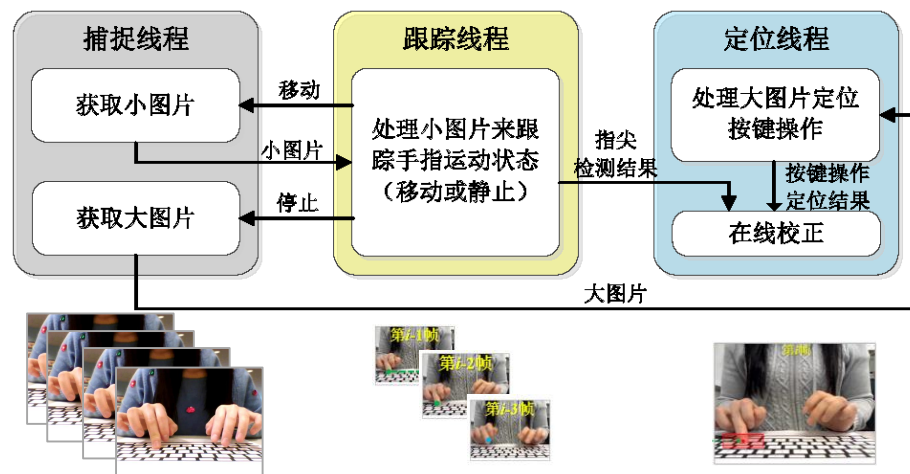 捕捉线程
跟踪线程
定位线程
获取小图片
移动
小图片
获取大图片
停止
处理小图片来跟
踪手指运动状态
（移动或静止）
指尖
检测结果
处理大图片定位
按键操作
按键操作
定位结果
在线校正
大图片
第i-1帧
第i-2帧
第i-3帧
第i帧